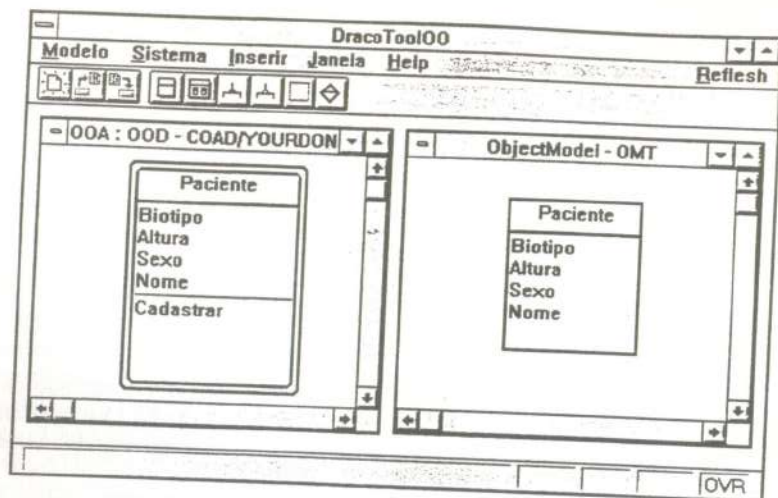 DracoToolOO
Modelo Sistema Inserir Janela Help Reflesh
OOA : OOD - COAD/YOURDON
Paciente
Biotipo
Altura
Sexo
Nome
Cadastrar
ObjectModel - OMT
Paciente
Biotipo
Altura
Sexo
Nome
OVR